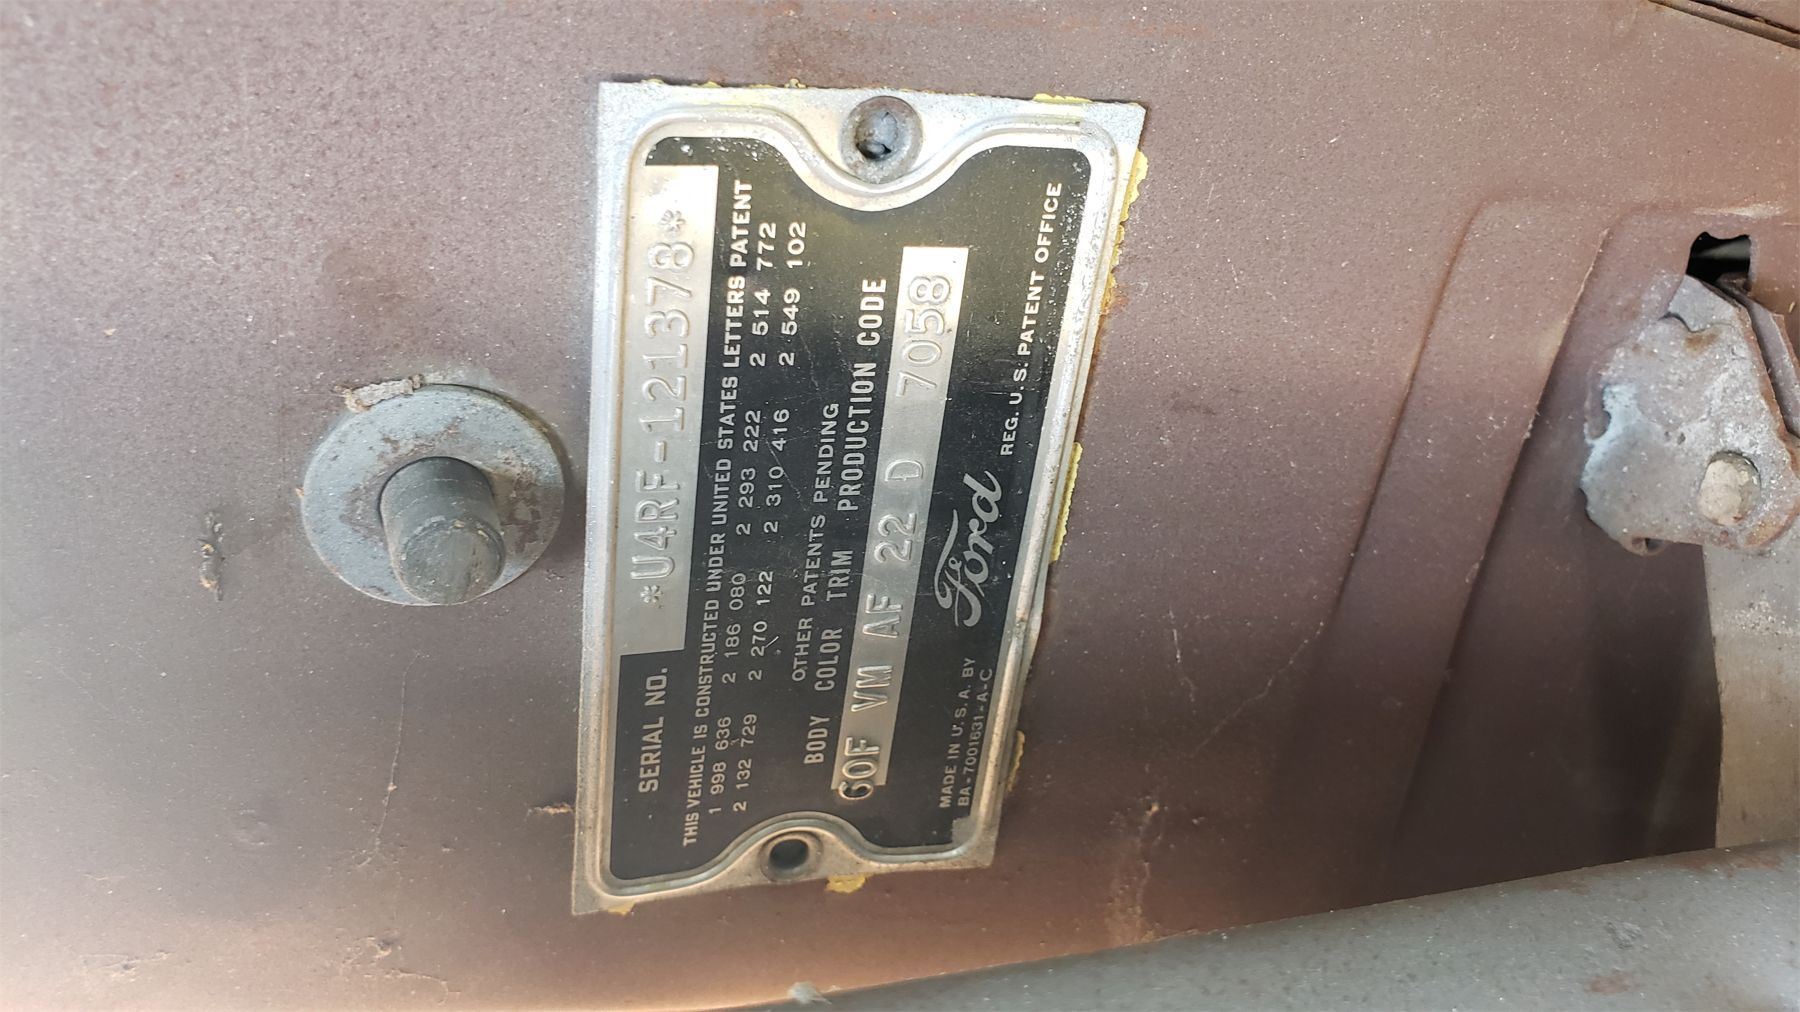 SERIAL NO. *U4RF-121378*
THIS VEHICLE IS CONSTRUCTED UNDER UNITED STATES LETTERS PATENT
1 998 636 2 186 080 2 293 222 2 514 772
2 132 729 2 270 122 2 310 416 2 549 102
OTHER PATENTS PENDING
BODY COLOR TRIM PRODUCTION CODE
60F VM AF 22 D 7058
Ford
MADE IN U.S.A. BY REG. U.S. PATENT OFFICE
BA-7001631-A-C